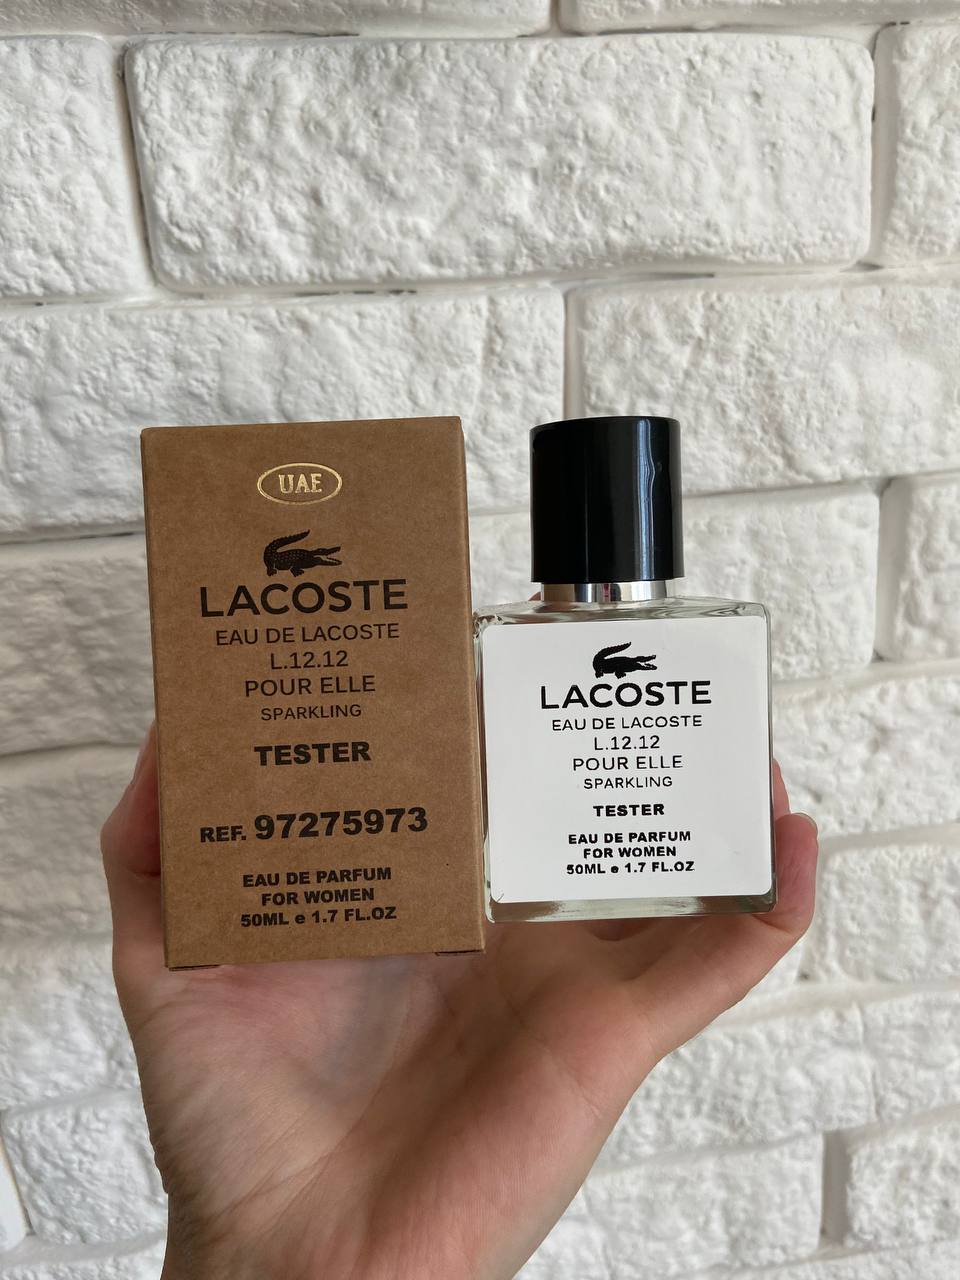 UAE
LACOSTE
EAU DE LACOSTE
L.12.12
POUR ELLE
SPARKLING
TESTER
REF. 97275973
EAU DE PARFUM
FOR WOMEN
50ML e 1.7 FL.OZ
LACOSTE
EAU DE LACOSTE
L.12.12
POUR ELLE
SPARKLING
TESTER
EAU DE PARFUM
FOR WOMEN
50ML e 1.7 FL.OZ